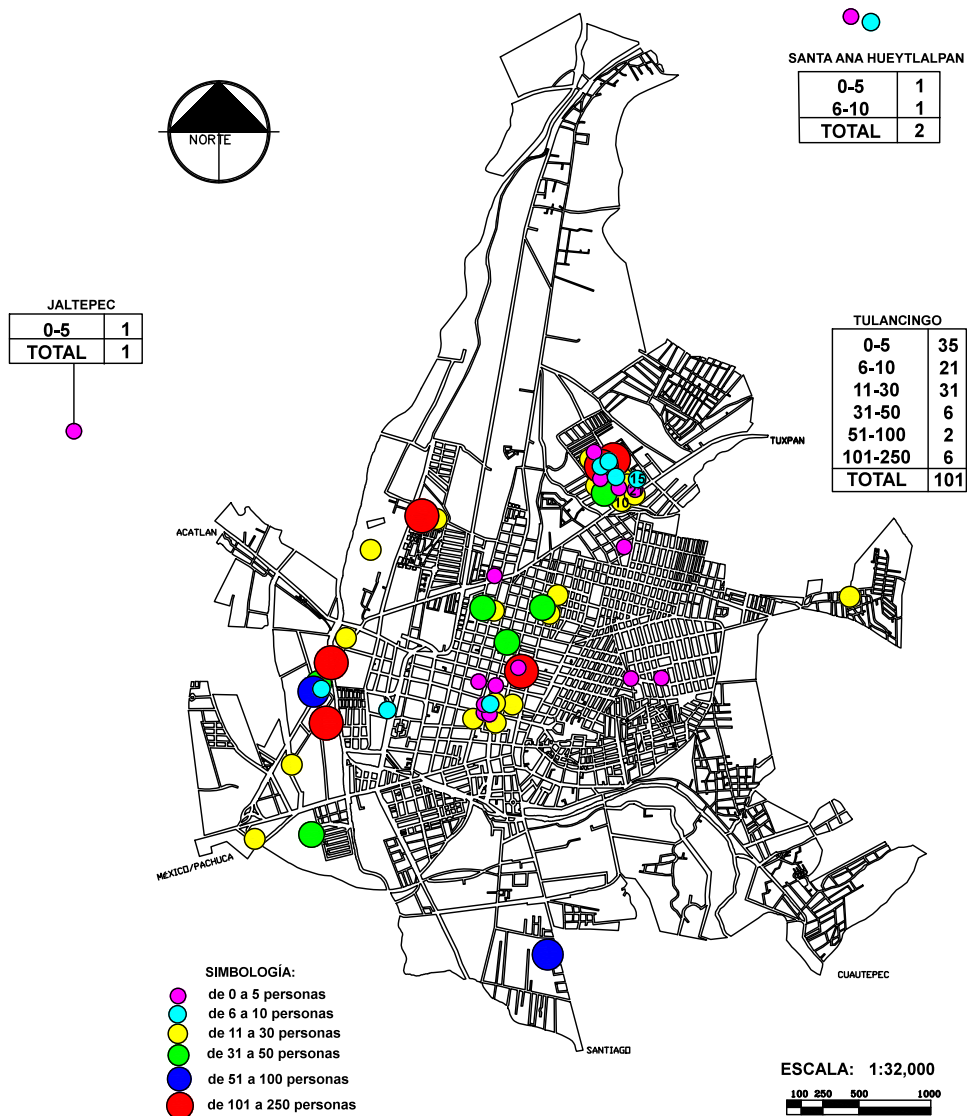 SANTA ANA HUEYTLALPAN
0-5 1
6-10 1
TOTAL 2
NORTE
JALTEPEC
0-5 1
TOTAL 1
TULANCINGO
0-5 35
6-10 21
11-30 31
31-50 6
51-100 2
101-250 6
TOTAL 101
TUXPAN
15
21
10
ACATLAN
MÉXICO/PACHUCA
CUAUTEPEC
SANTIAGO
SIMBOLOGÍA:
de 0 a 5 personas
de 6 a 10 personas
de 11 a 30 personas
de 31 a 50 personas
de 51 a 100 personas
de 101 a 250 personas
ESCALA: 1:32,000
100 250 500 1000